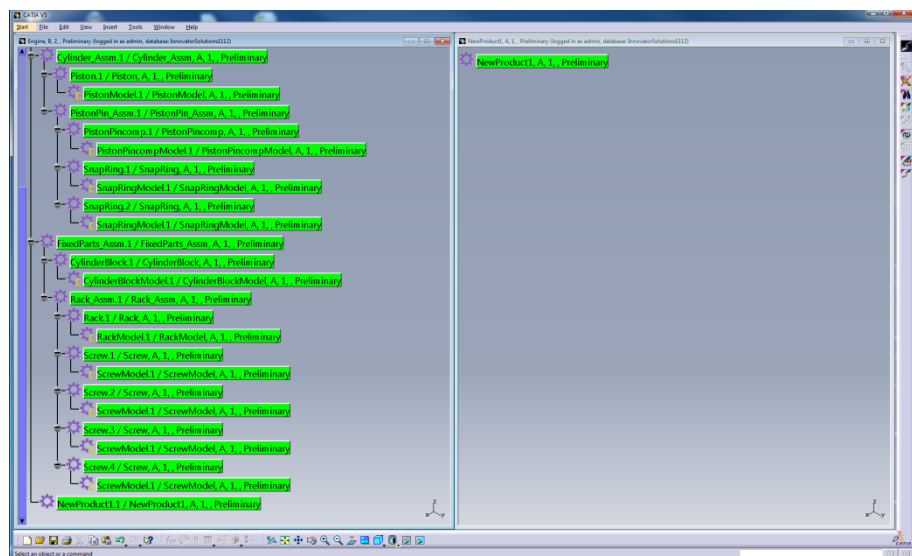 CATIA V5
Start File Edit View Insert Tools Window Help
Engine, B, 2, , Preliminary (logged in as admin, database: InnovatorSolutions1112)
NewProduct1, A, 1, , Preliminary (logged in as admin, database: InnovatorSolutions1112)
Cylinder_Assm.1 / Cylinder_Assm, A, 1, , Preliminary
NewProduct1, A, 1, , Preliminary
Piston.1 / Piston, A, 1, , Preliminary
PistonModel.1 / PistonModel, A, 1, , Preliminary
PistonPin_Assm.1 / PistonPin_Assm, A, 1, , Preliminary
PistonPincomp.1 / PistonPincomp, A, 1, , Preliminary
PistonPincompModel.1 / PistonPincompModel, A, 1, , Preliminary
SnapRing.1 / SnapRing, A, 1, , Preliminary
SnapRingModel.1 / SnapRingModel, A, 1, , Preliminary
SnapRing.2 / SnapRing, A, 1, , Preliminary
SnapRingModel.1 / SnapRingModel, A, 1, , Preliminary
FixedParts_Assm.1 / FixedParts_Assm, A, 1, , Preliminary
CylinderBlock.1 / CylinderBlock, A, 1, , Preliminary
CylinderBlockModel.1 / CylinderBlockModel, A, 1, , Preliminary
Rack_Assm.1 / Rack_Assm, A, 1, , Preliminary
Rack.1 / Rack, A, 1, , Preliminary
RackModel.1 / RackModel, A, 1, , Preliminary
Screw.1 / Screw, A, 1, , Preliminary
ScrewModel.1 / ScrewModel, A, 1, , Preliminary
Screw.2 / Screw, A, 1, , Preliminary
ScrewModel.1 / ScrewModel, A, 1, , Preliminary
Screw.3 / Screw, A, 1, , Preliminary
ScrewModel.1 / ScrewModel, A, 1, , Preliminary
Screw.4 / Screw, A, 1, , Preliminary
ScrewModel.1 / ScrewModel, A, 1, , Preliminary
NewProduct1.1 / NewProduct1, A, 1, , Preliminary
z
x y
z
x y
CATIA
Select an object or a command